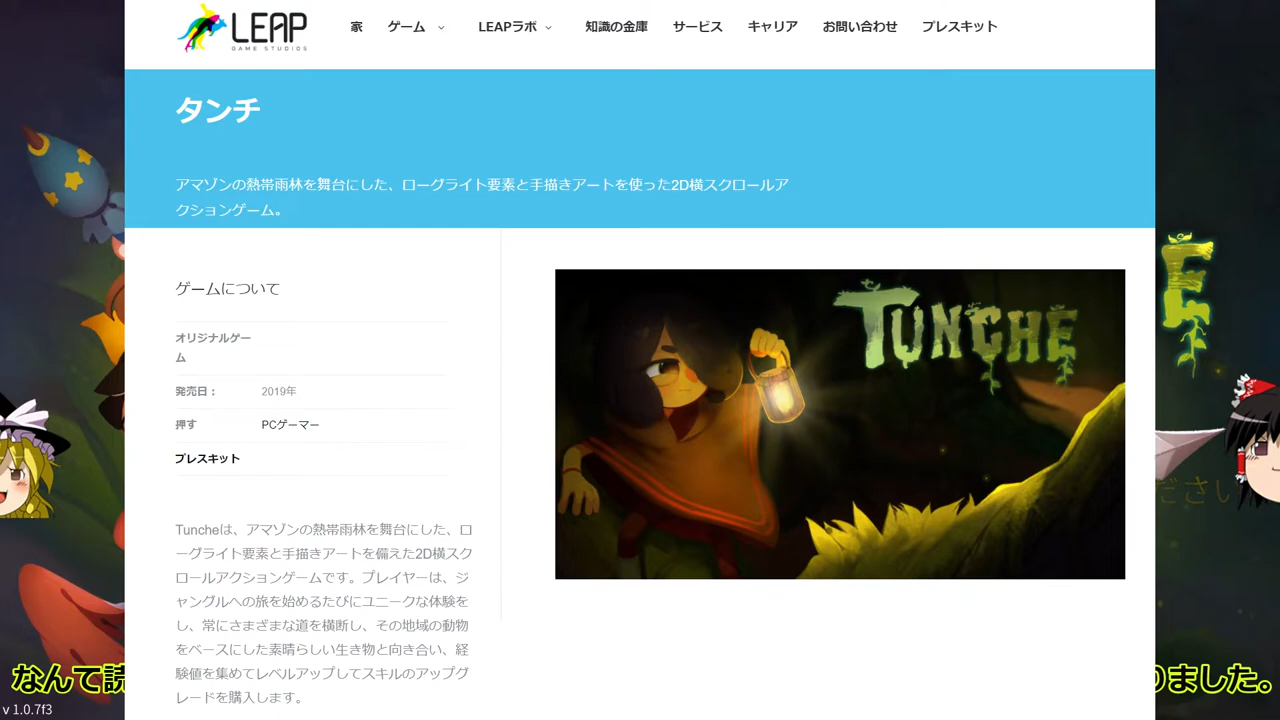 LEAP
GAME STUDIOS
家 ゲーム LEAPラボ 知識の金庫 サービス キャリア お問い合わせ プレスキット
タンチ
アマゾンの熱帯雨林を舞台にした、ローグライト要素と手描きアートを使った2D横スクロールア
クションゲーム。
ゲームについて
オリジナルゲー
ム
発売日： 2019年
押す PCゲーマー
プレスキット
Tuncheは、アマゾンの熱帯雨林を舞台にした、ロ
ーグライト要素と手描きアートを備えた2D横スク
ロールアクションゲームです。プレイヤーは、ジ
ャングルへの旅を始めるたびにユニークな体験を
し、常にさまざまな道を横断し、その地域の動物
をベースにした素晴らしい生き物と向き合い、経
験値を集めてレベルアップしてスキルのアップグ
レードを購入します。
TUNCHE
E
ださい
なんて読
りました。
v 1.0.7f3